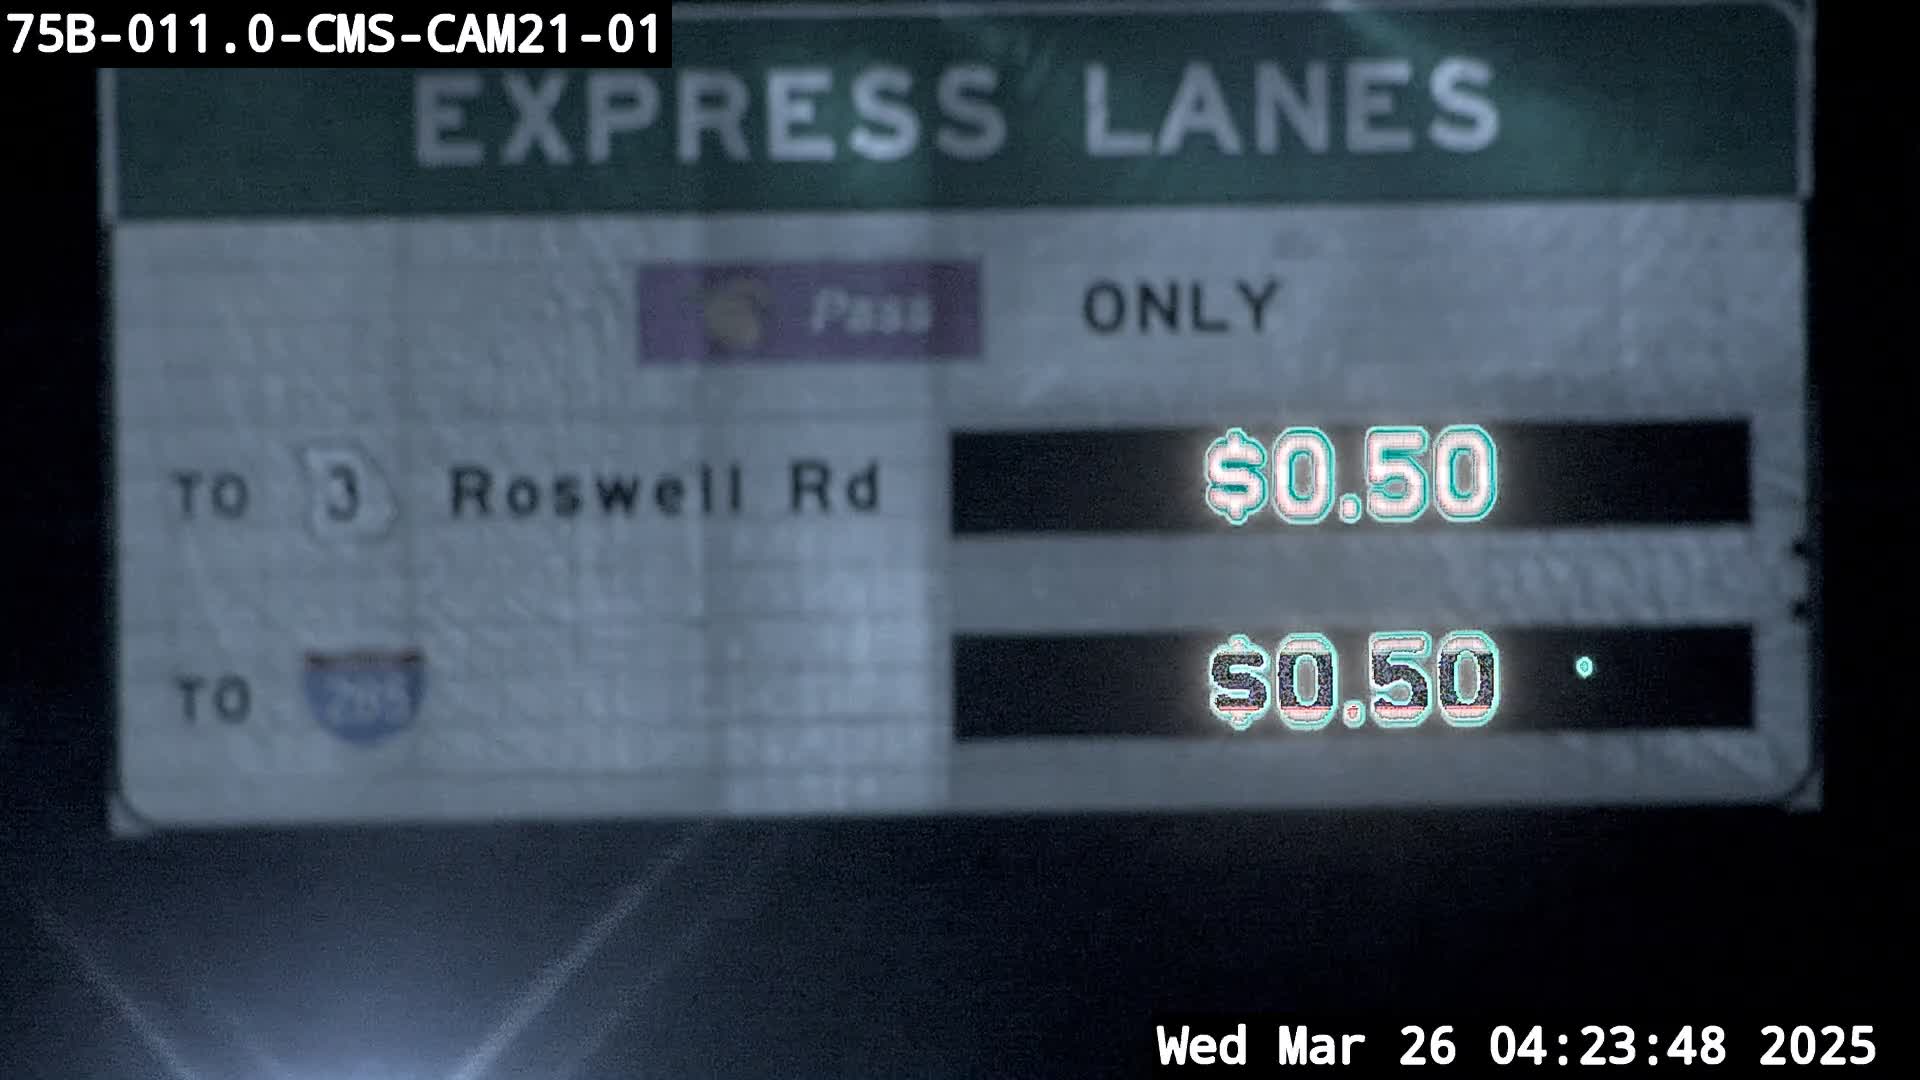 75B-011.0-CMS-CAM21-01
EXPRESS LANES
Pass ONLY
TO 3 Roswell Rd $0.50
TO 285 $0.50
Wed Mar 26 04:23:48 2025